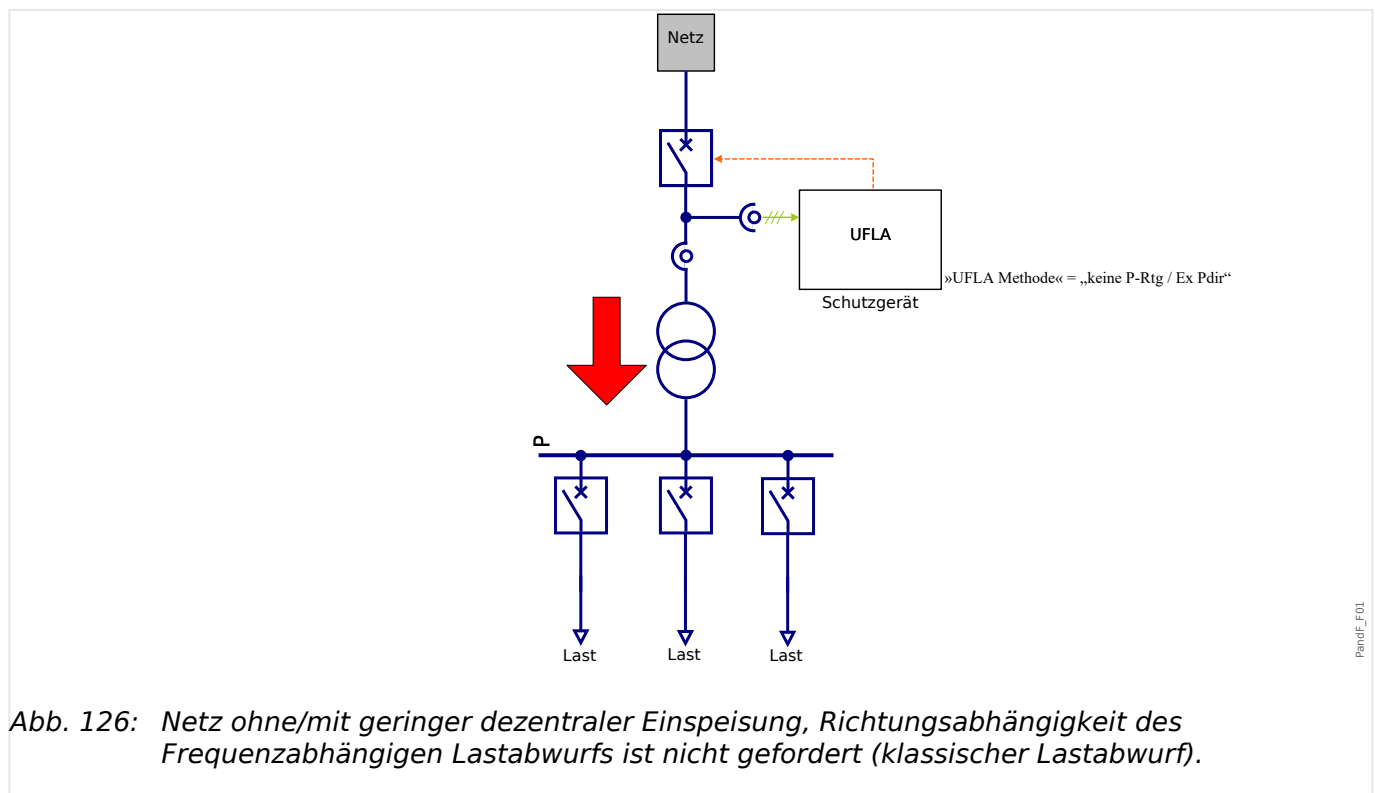 Netz
UFLA
»UFLA Methode« = „keine P-Rtg / Ex Pdir“
Schutzgerät
P
Last
Last
Last
PandF_F01
Abb. 126: Netz ohne/mit geringer dezentraler Einspeisung, Richtungsabhängigkeit des
Frequenzabhängigen Lastabwurfs ist nicht gefordert (klassischer Lastabwurf).